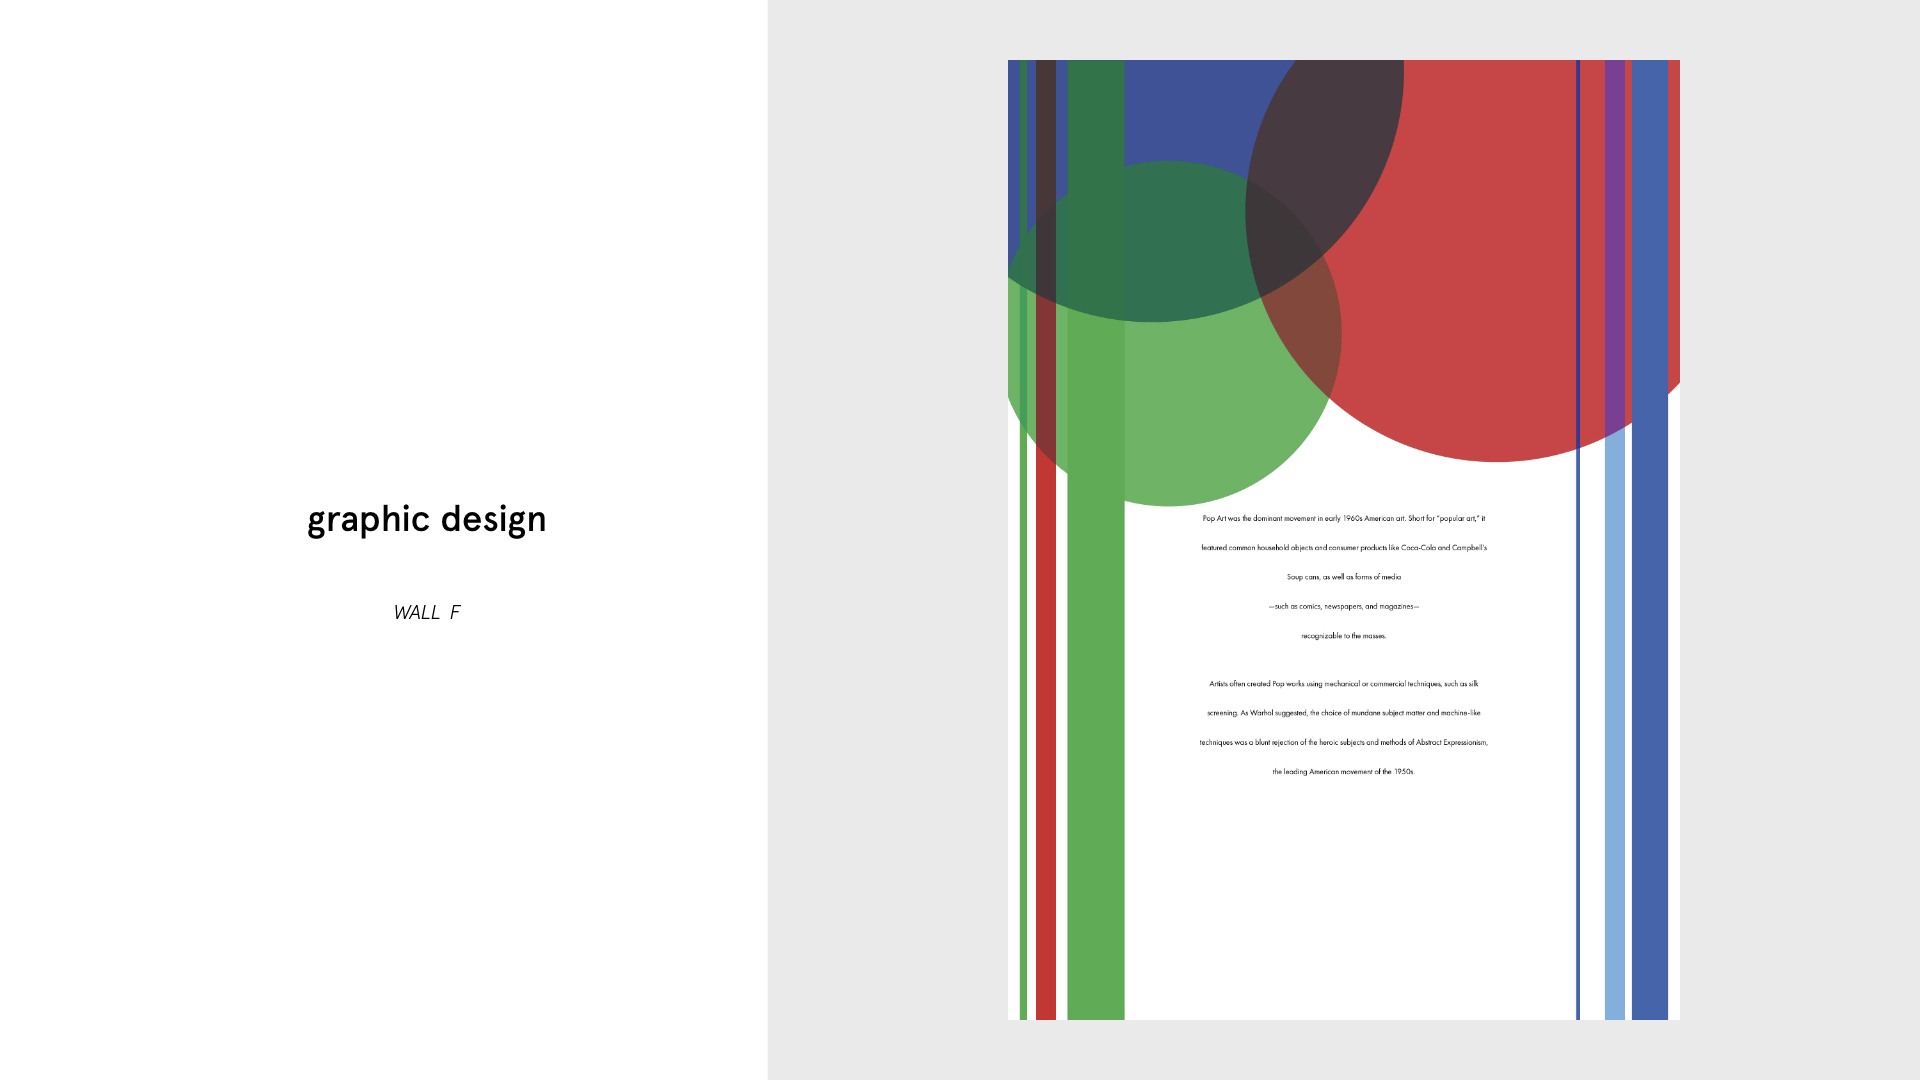 graphic design
WALL F
Pop Art was the dominant movement in early 1960s American art. Short for "popular art," it
featured common household objects and consumer products like Coca-Cola and Campbell's
Soup cans, as well as forms of media
—such as comics, newspapers, and magazines—
recognizable to the masses.
Artists often created Pop works using mechanical or commercial techniques, such as silk
screening. As Warhol suggested, the choice of mundane subject matter and machine-like
techniques was a blunt rejection of the heroic subjects and methods of Abstract Expressionism,
the leading American movement of the 1950s.